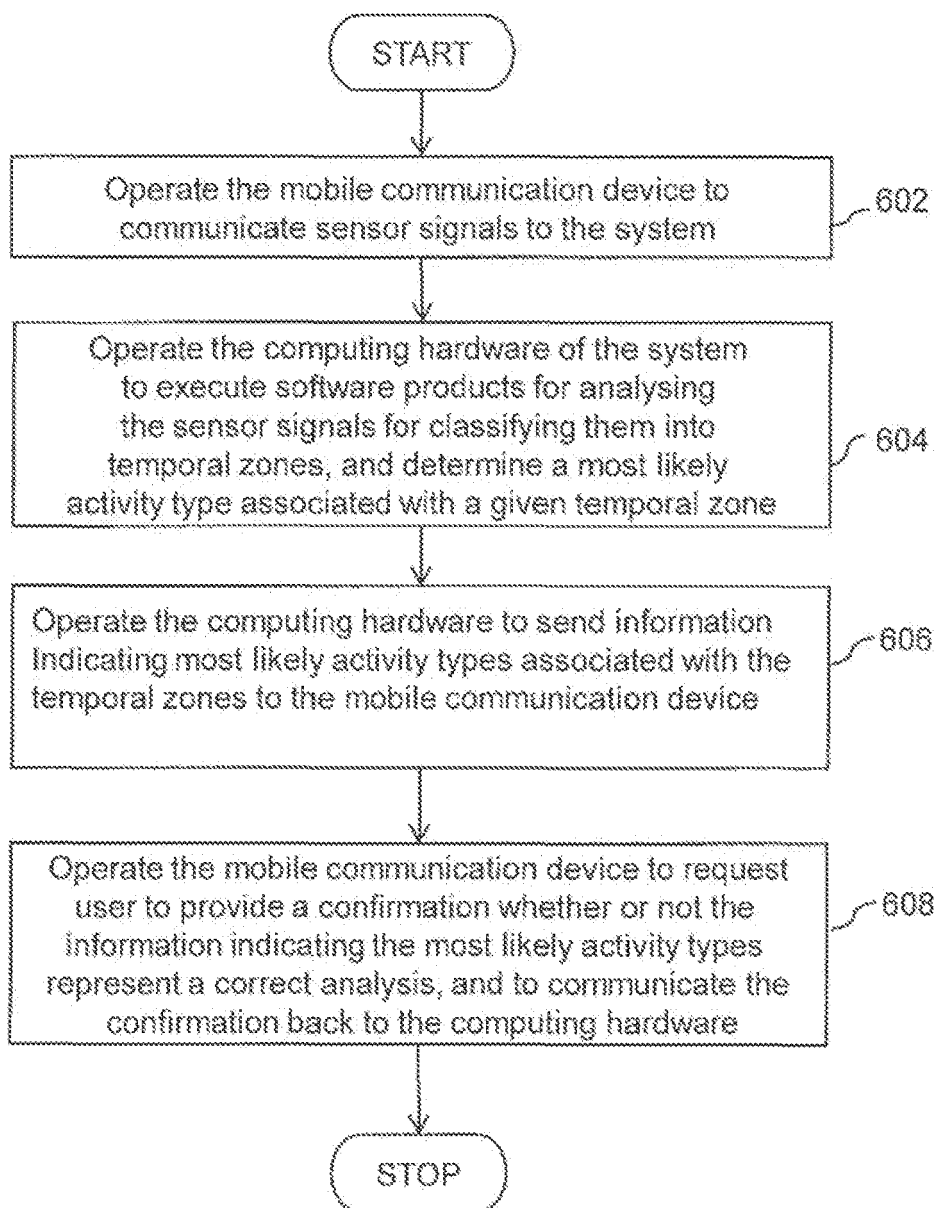 START
Operate the mobile communication device to
communicate sensor signals to the system
602
Operate the computing hardware of the system
to execute software products for analysing
the sensor signals for classifying them into
temporal zones, and determine a most likely
activity type associated with a given temporal zone
604
Operate the computing hardware to send information
Indicating most likely activity types associated with the
temporal zones to the mobile communication device
606
Operate the mobile communication device to request
user to provide a confirmation whether or not the
information indicating the most likely activity types
represent a correct analysis, and to communicate the
confirmation back to the computing hardware
608
STOP